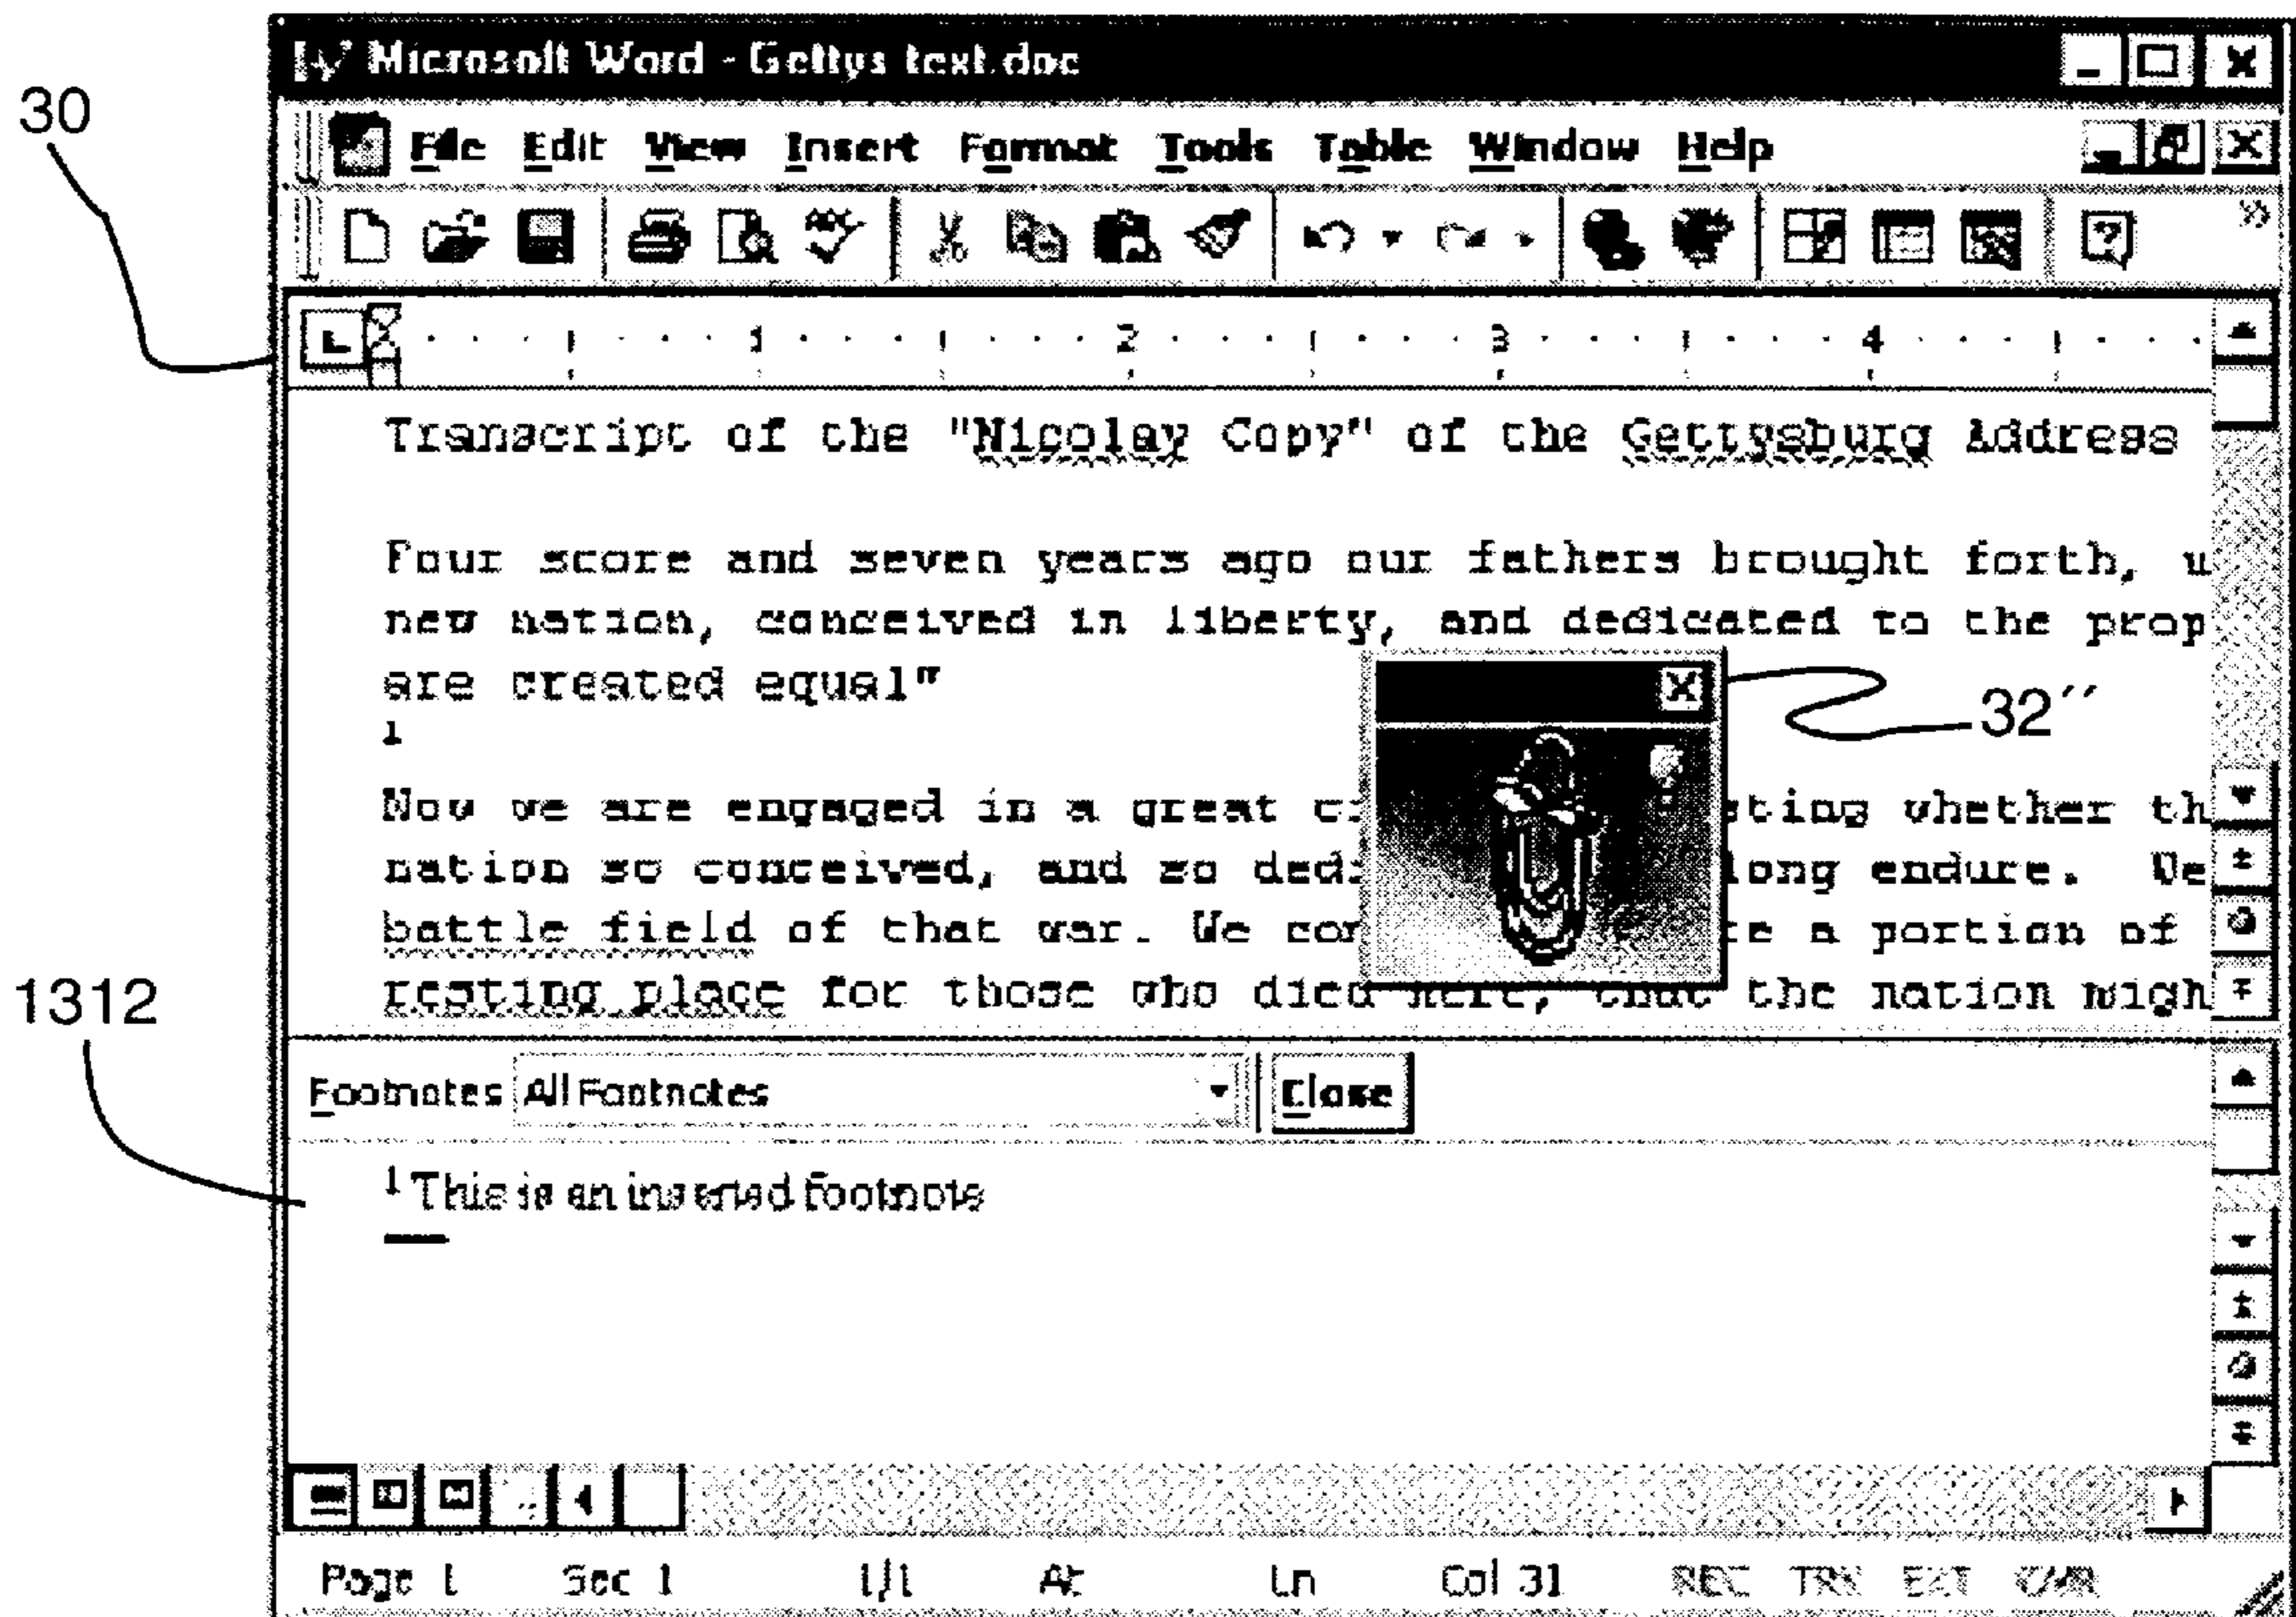 Microsoft Word - Gettys text.doc
30
File Edit View Insert Format Tools Table Window Help
1 2 3 4
Transcript of the "Nicolay Copy" of the Gettysburg Address
Four score and seven years ago our fathers brought forth, u
new nation, conceived in liberty, and dedicated to the prop
are created equal"
32″
1
Now we are engaged in a great ci ting whether th
nation so conceived, and so dedi long endure. We
battle field of that war. We con te a portion of
resting place for those who died here, that the nation migh
1312
Footnotes All Footnotes Close
1 This is an inserted footnote
Page 1 Sec 1 1/1 At Ln Col 31 REC TRK EXT OVR